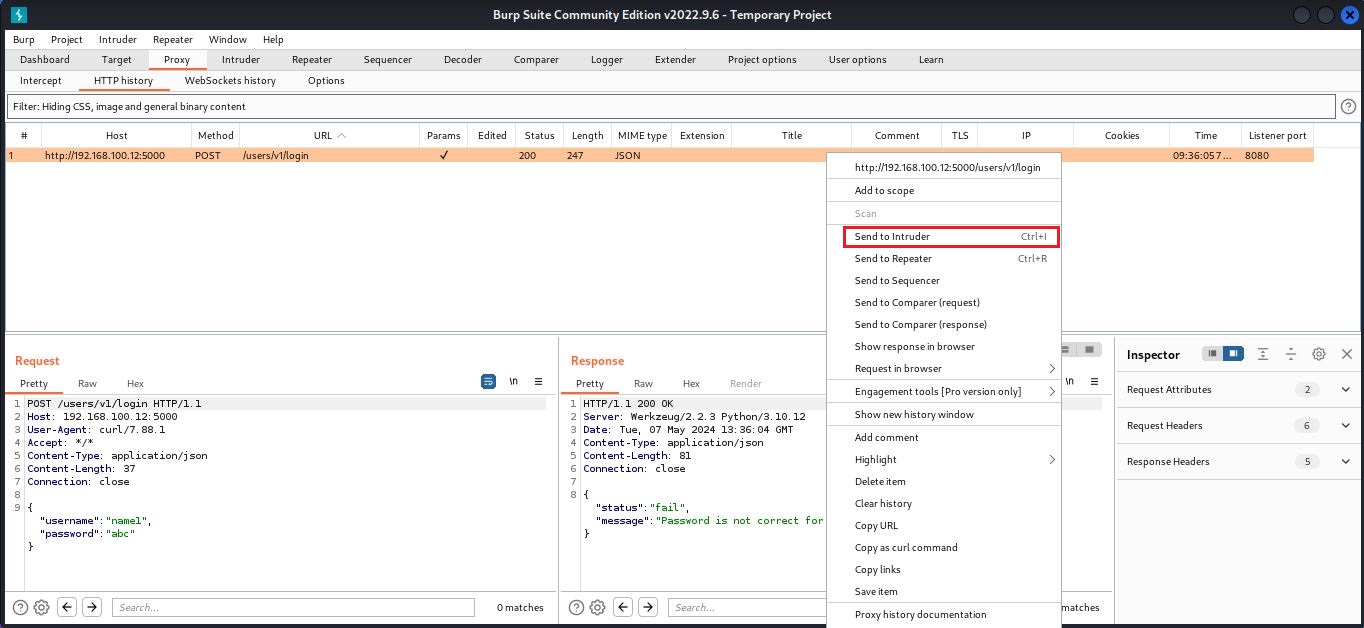 Burp Suite Community Edition v2022.9.6 - Temporary Project
Burp Project Intruder Repeater Window Help
Dashboard Target Proxy Intruder Repeater Sequencer Decoder Comparer Logger Extender Project options User options Learn
Intercept HTTP history WebSockets history Options
Filter: Hiding CSS, image and general binary content
# Host Method URL Params Edited Status Length MIME type Extension Title Comment TLS IP Cookies Time Listener port
1 http://192.168.100.12:5000 POST /users/v1/login ✓ 200 247 JSON 09:36:057... 8080
http://192.168.100.12:5000/users/v1/login
Add to scope
Scan
Send to Intruder Ctrl+I
Send to Repeater Ctrl+R
Send to Sequencer
Send to Comparer (request)
Send to Comparer (response)
Show response in browser
Request in browser
Engagement tools [Pro version only]
Show new history window
Add comment
Highlight
Delete item
Clear history
Copy URL
Copy as curl command
Copy links
Save item
Proxy history documentation
Request
Pretty Raw Hex
\n
1 POST /users/v1/login HTTP/1.1
2 Host: 192.168.100.12:5000
3 User-Agent: curl/7.88.1
4 Accept: */*
5 Content-Type: application/json
6 Content-Length: 37
7 Connection: close
8
9 {
"username":"name1",
"password":"abc"
}
Search... 0 matches
Response
Pretty Raw Hex Render
\n
1 HTTP/1.1 200 OK
2 Server: Werkzeug/2.2.3 Python/3.10.12
3 Date: Tue, 07 May 2024 13:36:04 GMT
4 Content-Type: application/json
5 Content-Length: 81
6 Connection: close
7
8 {
"status":"fail",
"message":"Password is not correct for
}
Search... matches
Inspector
Request Attributes 2
Request Headers 6
Response Headers 5